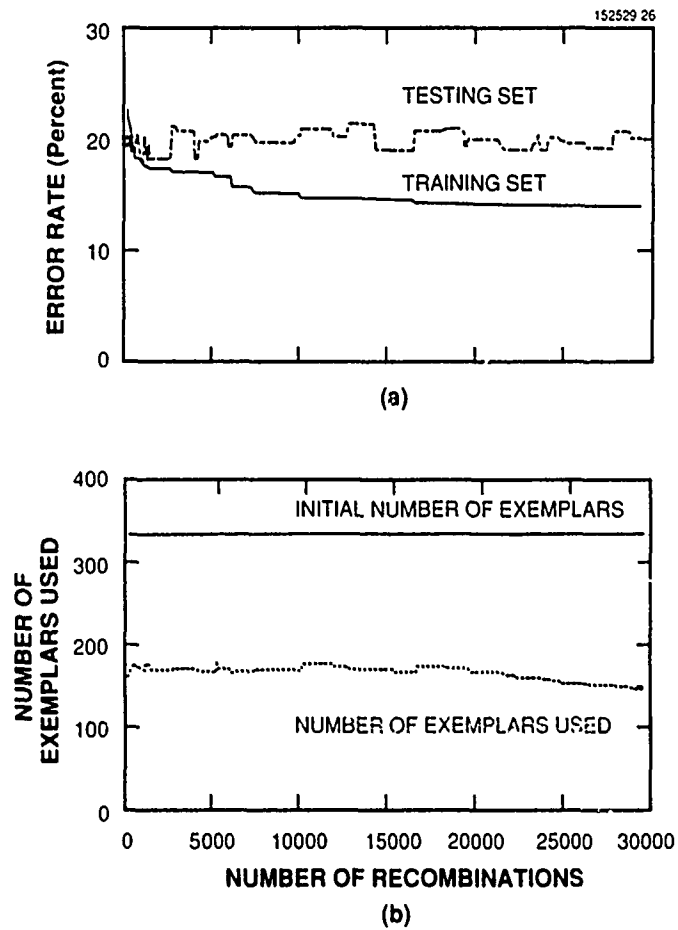 152529 26
30
20
10
0
ERROR RATE (Percent)
TESTING SET
TRAINING SET
(a)
400
300
200
100
0
NUMBER OF
EXEMPLARS USED
INITIAL NUMBER OF EXEMPLARS
NUMBER OF EXEMPLARS USED
0 5000 10000 15000 20000 25000 30000
NUMBER OF RECOMBINATIONS
(b)